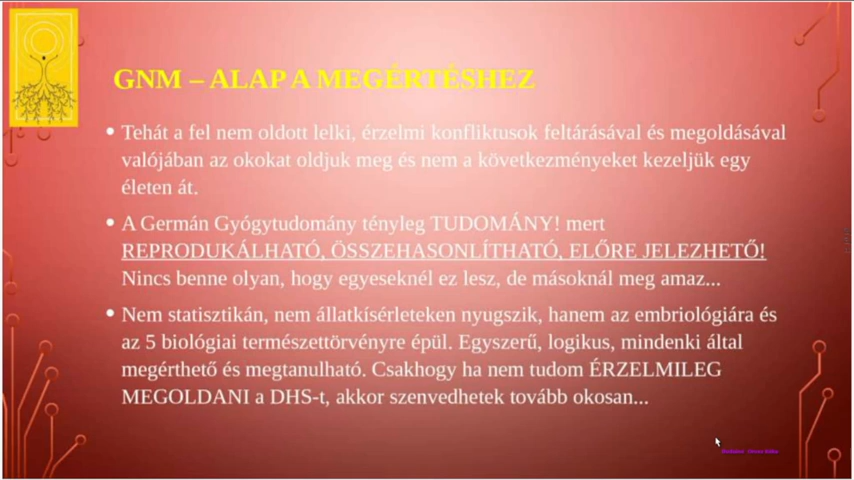 GNM – ALAP A MEGÉRTÉSHEZ
• Tehát a fel nem oldott lelki, érzelmi konfliktusok feltárásával és megoldásával
valójában az okokat oldjuk meg és nem a következményeket kezeljük egy
életen át.
• A Germán Gyógytudomány tényleg TUDOMÁNY! mert
REPRODUKÁLHATÓ, ÖSSZEHASONLÍTHATÓ, ELŐRE JELEZHETŐ!
Nincs benne olyan, hogy egyeseknél ez lesz, de másoknál meg amaz...
• Nem statisztikán, nem állatkísérleteken nyugszik, hanem az embriológiára és
az 5 biológiai természettörvényre épül. Egyszerű, logikus, mindenki által
megérthető és megtanulható. Csakhogy ha nem tudom ÉRZELMILEG
MEGOLDANI a DHS-t, akkor szenvedhetek tovább okosan...